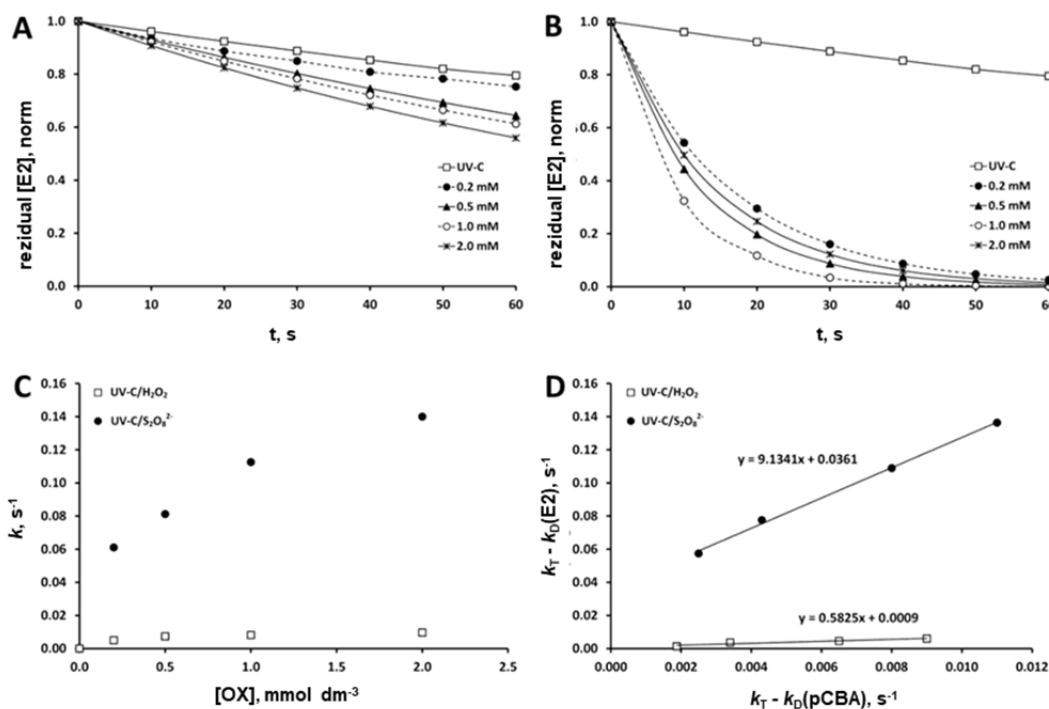 A
1.0
0.8
0.6
0.4
0.2
0.0
rezidual [E2], norm
UV-C
0.2 mM
0.5 mM
1.0 mM
2.0 mM
0 10 20 30 40 50 60
t, s
B
1.0
0.8
0.6
0.4
0.2
0.0
rezidual [E2], norm
UV-C
0.2 mM
0.5 mM
1.0 mM
2.0 mM
0 10 20 30 40 50 60
t, s
C
0.16
0.14
0.12
0.10
0.08
0.06
0.04
0.02
0.00
k, s⁻¹
UV-C/H₂O₂
UV-C/S₂O₈²⁻
0.0 0.5 1.0 1.5 2.0 2.5
[OX], mmol dm⁻³
D
0.16
0.14
0.12
0.10
0.08
0.06
0.04
0.02
0.00
k_T - k_D(E2), s⁻¹
UV-C/H₂O₂
UV-C/S₂O₈²⁻
y = 9.1341x + 0.0361
y = 0.5825x + 0.0009
0.000 0.002 0.004 0.006 0.008 0.010 0.012
k_T - k_D(pCBA), s⁻¹